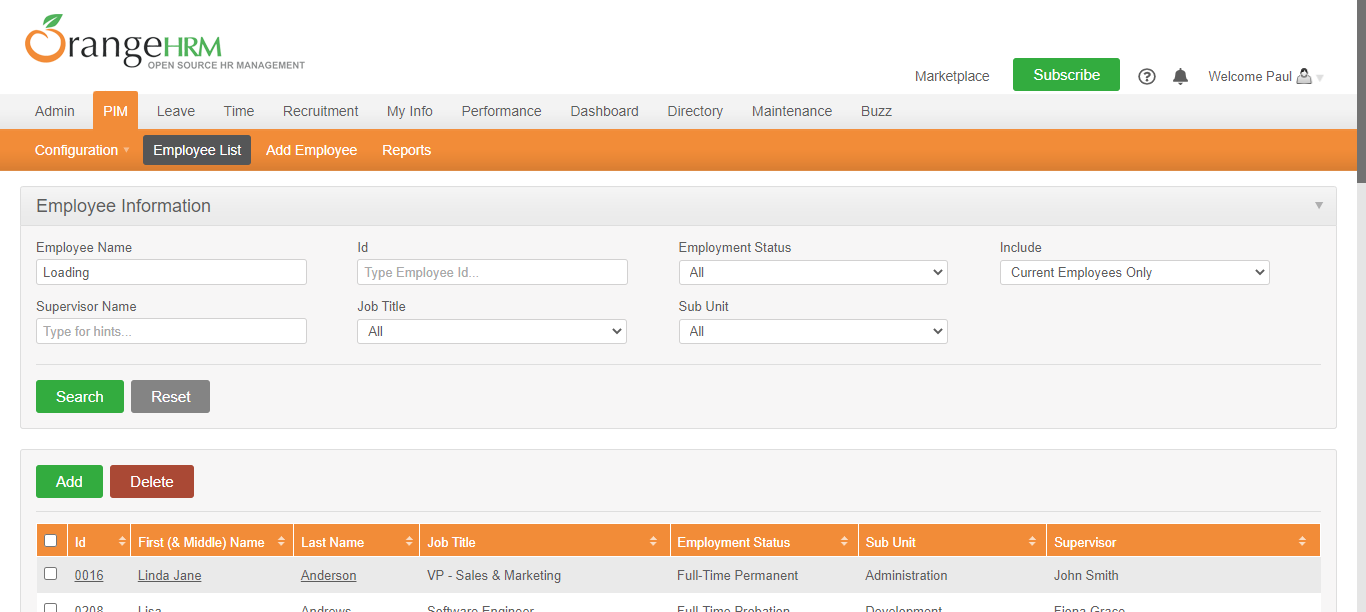 OrangeHRM
OPEN SOURCE HR MANAGEMENT
Marketplace Subscribe Welcome Paul
Admin PIM Leave Time Recruitment My Info Performance Dashboard Directory Maintenance Buzz
Configuration Employee List Add Employee Reports
Employee Information
Employee Name Id Employment Status Include
Loading Type Employee Id... All Current Employees Only
Supervisor Name Job Title Sub Unit
Type for hints... All All
Search Reset
Add Delete
Id First (& Middle) Name Last Name Job Title Employment Status Sub Unit Supervisor
0016 Linda Jane Anderson VP - Sales & Marketing Full-Time Permanent Administration John Smith
0208 Lisa Andrews Software Engineer Full-Time Probation Development Fiona Grace